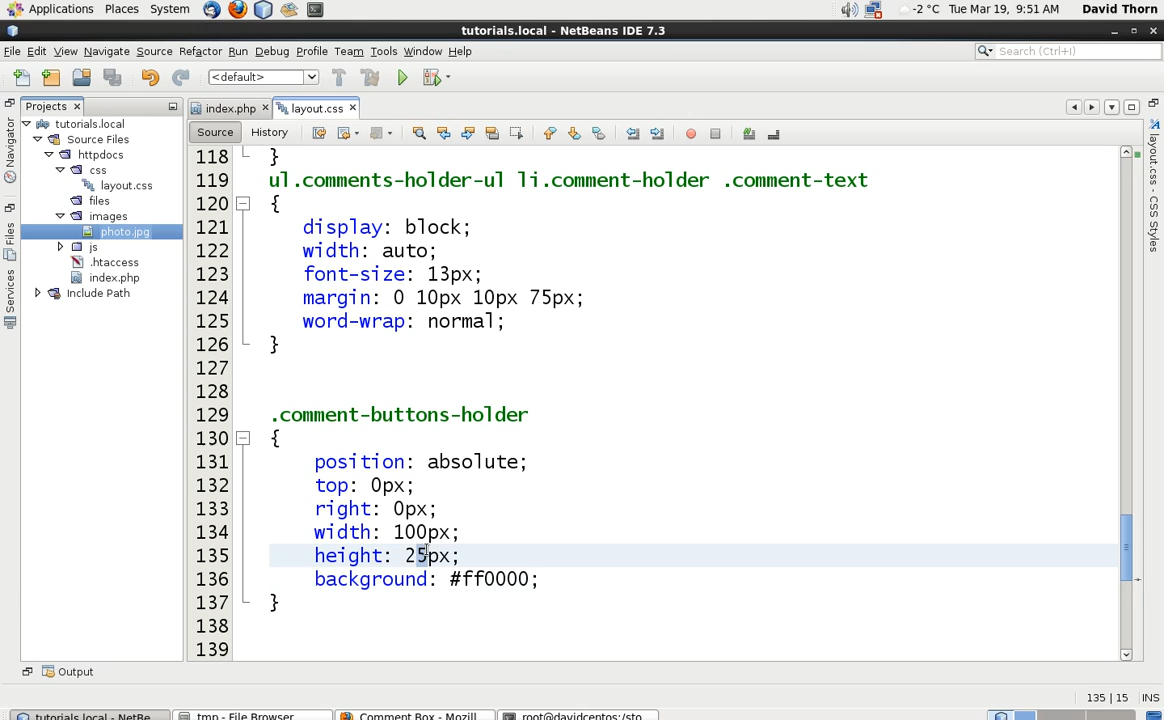 Applications Places System -2 °C Tue Mar 19, 9:51 AM David Thorn
tutorials.local - NetBeans IDE 7.3
File Edit View Navigate Source Refactor Run Debug Profile Team Tools Window Help Search (Ctrl+I)
<default>
Projects index.php layout.css
tutorials.local
Source Files
httpdocs
css
layout.css
files
images
photo.jpg
js
.htaccess
index.php
Include Path
Navigator
Files
Services
Source History
118 }
119 ul.comments-holder-ul li.comment-holder .comment-text
120 {
121 display: block;
122 width: auto;
123 font-size: 13px;
124 margin: 0 10px 10px 75px;
125 word-wrap: normal;
126 }
127
128
129 .comment-buttons-holder
130 {
131 position: absolute;
132 top: 0px;
133 right: 0px;
134 width: 100px;
135 height: 25px;
136 background: #ff0000;
137 }
138
139
layout.css - CSS Styles
Output
135 | 15 INS
tutorials.local - NetBe... tmp - File Browser Comment Box - Mozill... root@davidcentos:/sto...